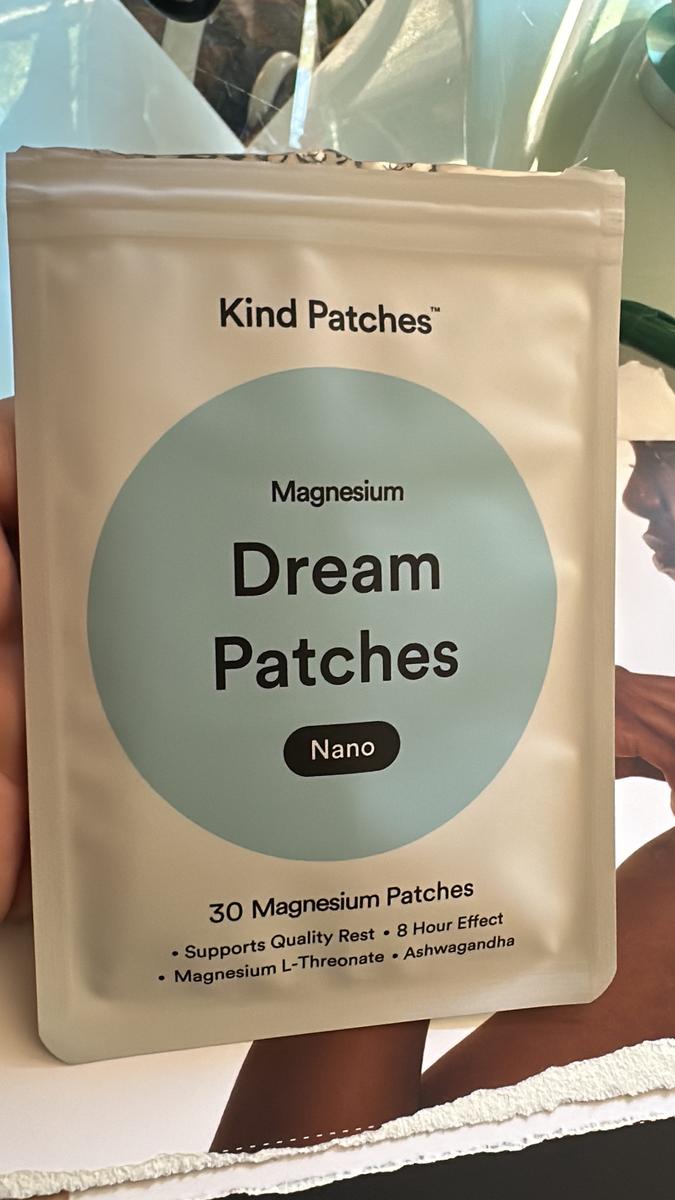 Kind Patches™
Magnesium
Dream
Patches
Nano
30 Magnesium Patches
• Supports Quality Rest • 8 Hour Effect
• Magnesium L-Threonate • Ashwagandha